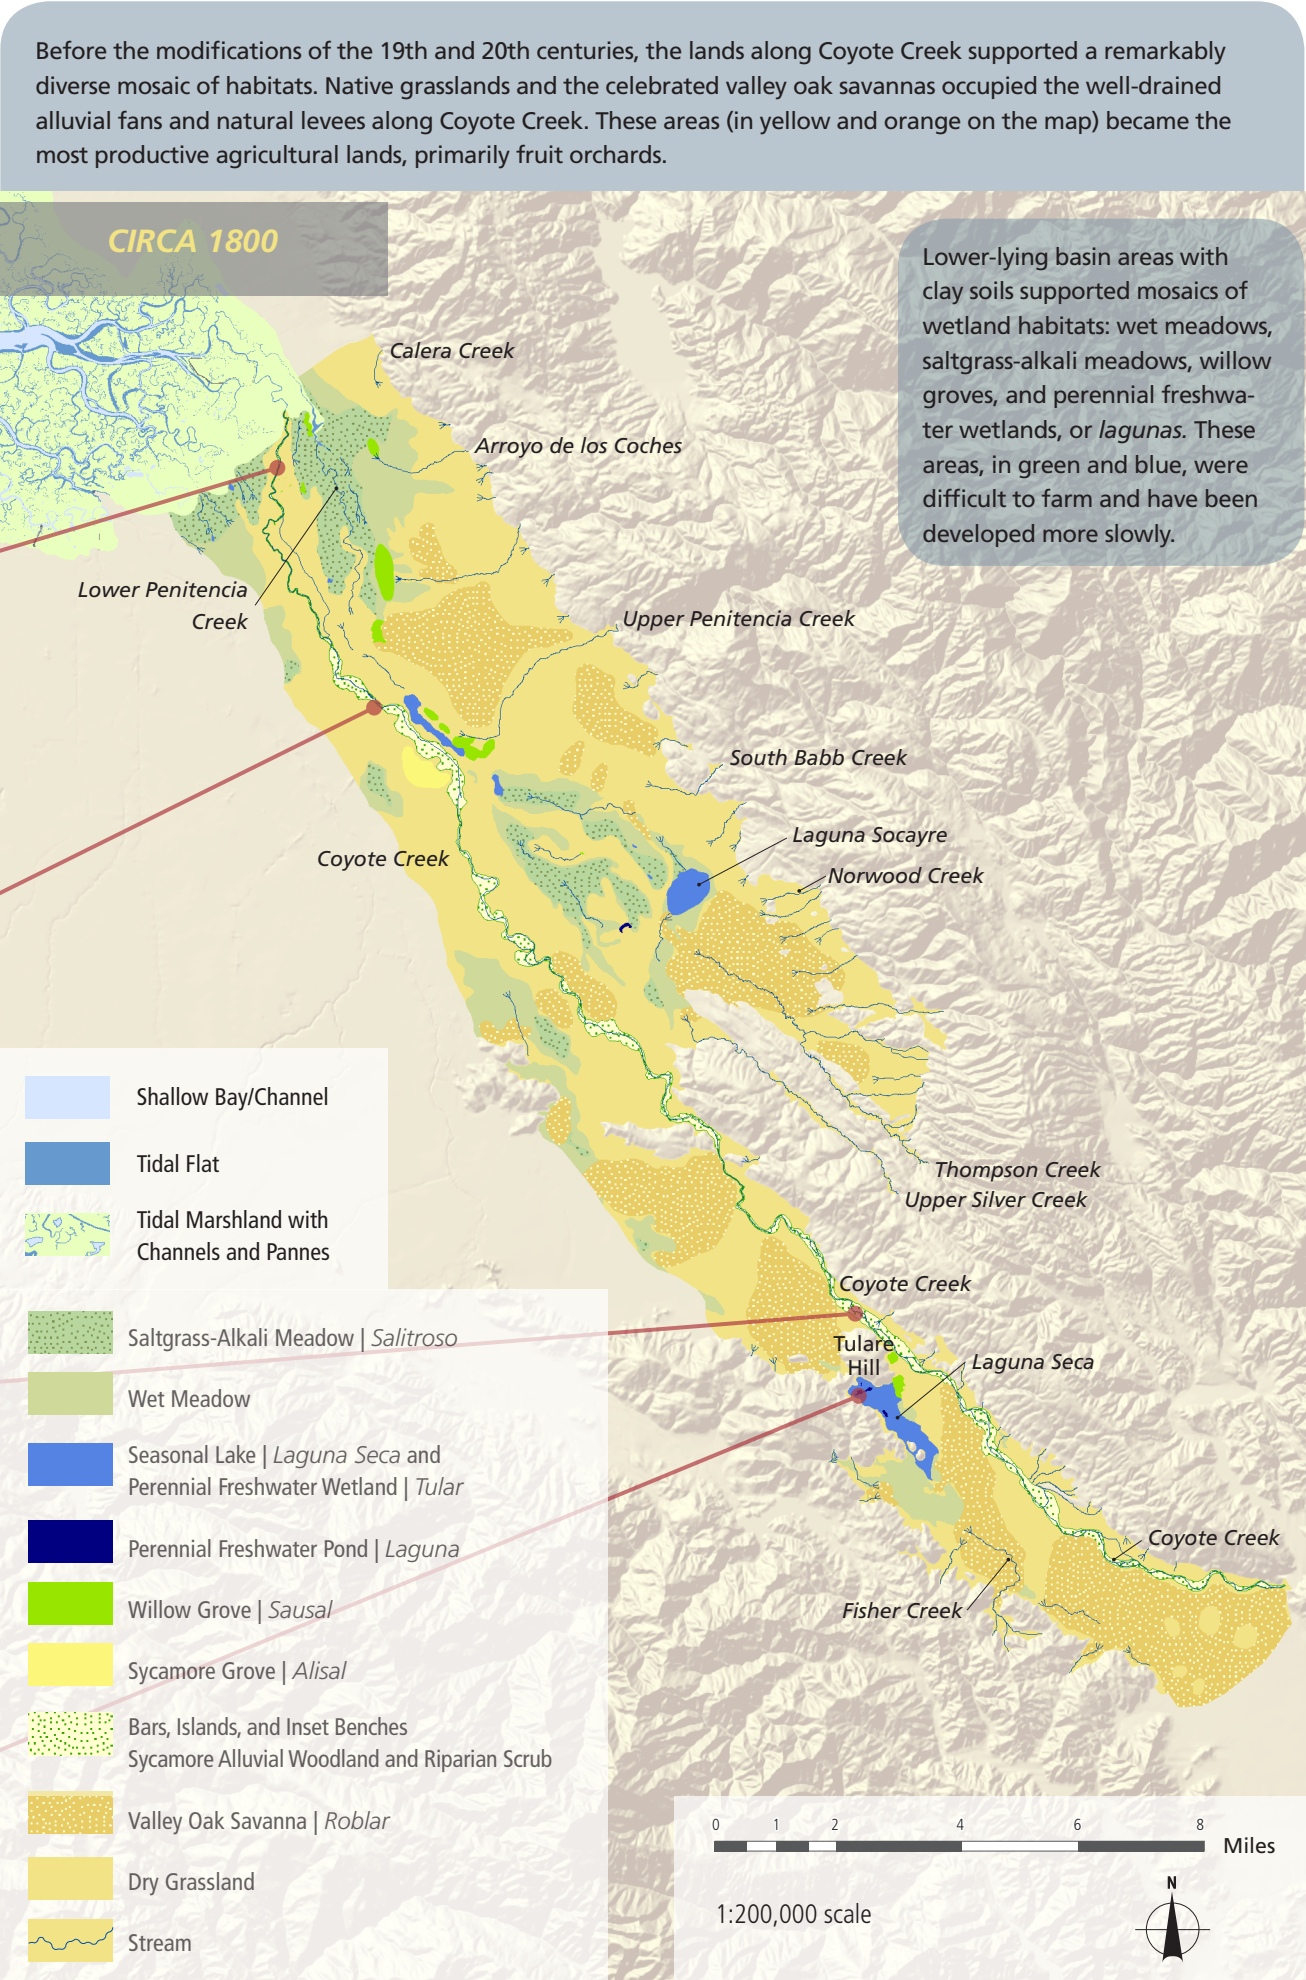 Before the modifications of the 19th and 20th centuries, the lands along Coyote Creek supported a remarkably
diverse mosaic of habitats. Native grasslands and the celebrated valley oak savannas occupied the well-drained
alluvial fans and natural levees along Coyote Creek. These areas (in yellow and orange on the map) became the
most productive agricultural lands, primarily fruit orchards.
CIRCA 1800
Lower-lying basin areas with
clay soils supported mosaics of
wetland habitats: wet meadows,
saltgrass-alkali meadows, willow
groves, and perennial freshwa-
ter wetlands, or lagunas. These
areas, in green and blue, were
difficult to farm and have been
developed more slowly.
Calera Creek
Arroyo de los Coches
Lower Penitencia
Creek
Upper Penitencia Creek
South Babb Creek
Laguna Socayre
Coyote Creek
Norwood Creek
Thompson Creek
Upper Silver Creek
Coyote Creek
Tulare
Hill
Laguna Seca
Coyote Creek
Fisher Creek
Shallow Bay/Channel
Tidal Flat
Tidal Marshland with
Channels and Pannes
Saltgrass-Alkali Meadow | Salitroso
Wet Meadow
Seasonal Lake | Laguna Seca and
Perennial Freshwater Wetland | Tular
Perennial Freshwater Pond | Laguna
Willow Grove | Sausal
Sycamore Grove | Alisal
Bars, Islands, and Inset Benches
Sycamore Alluvial Woodland and Riparian Scrub
Valley Oak Savanna | Roblar
Dry Grassland
Stream
0 1 2 4 6 8
Miles
N
1:200,000 scale